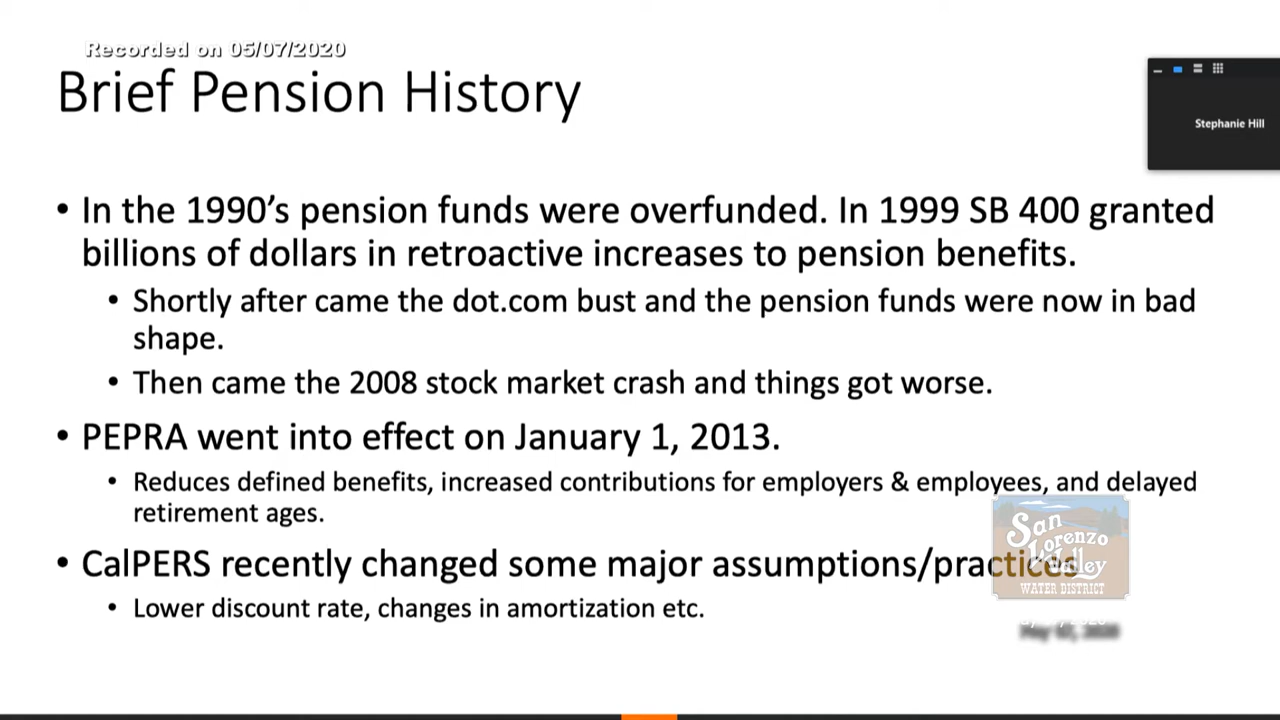 Recorded on 05/07/2020
Brief Pension History
Stephanie Hill
• In the 1990’s pension funds were overfunded. In 1999 SB 400 granted
billions of dollars in retroactive increases to pension benefits.
• Shortly after came the dot.com bust and the pension funds were now in bad
shape.
• Then came the 2008 stock market crash and things got worse.
• PEPRA went into effect on January 1, 2013.
• Reduces defined benefits, increased contributions for employers & employees, and delayed
retirement ages.
• CalPERS recently changed some major assumptions/practices
• Lower discount rate, changes in amortization etc.
San
Lorenzo
Valley
WATER DISTRICT